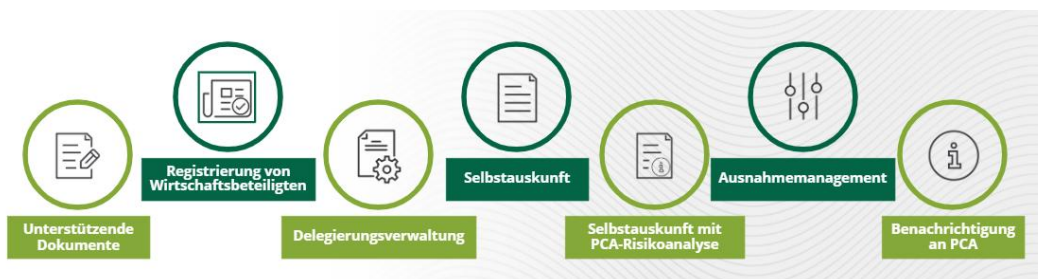 Unterstützende
Dokumente
Registrierung von
Wirtschaftsbeteiligten
Delegierungsverwaltung
Selbstauskunft
Selbstauskunft mit
PCA-Risikoanalyse
Ausnahmemanagement
Benachrichtigung
an PCA